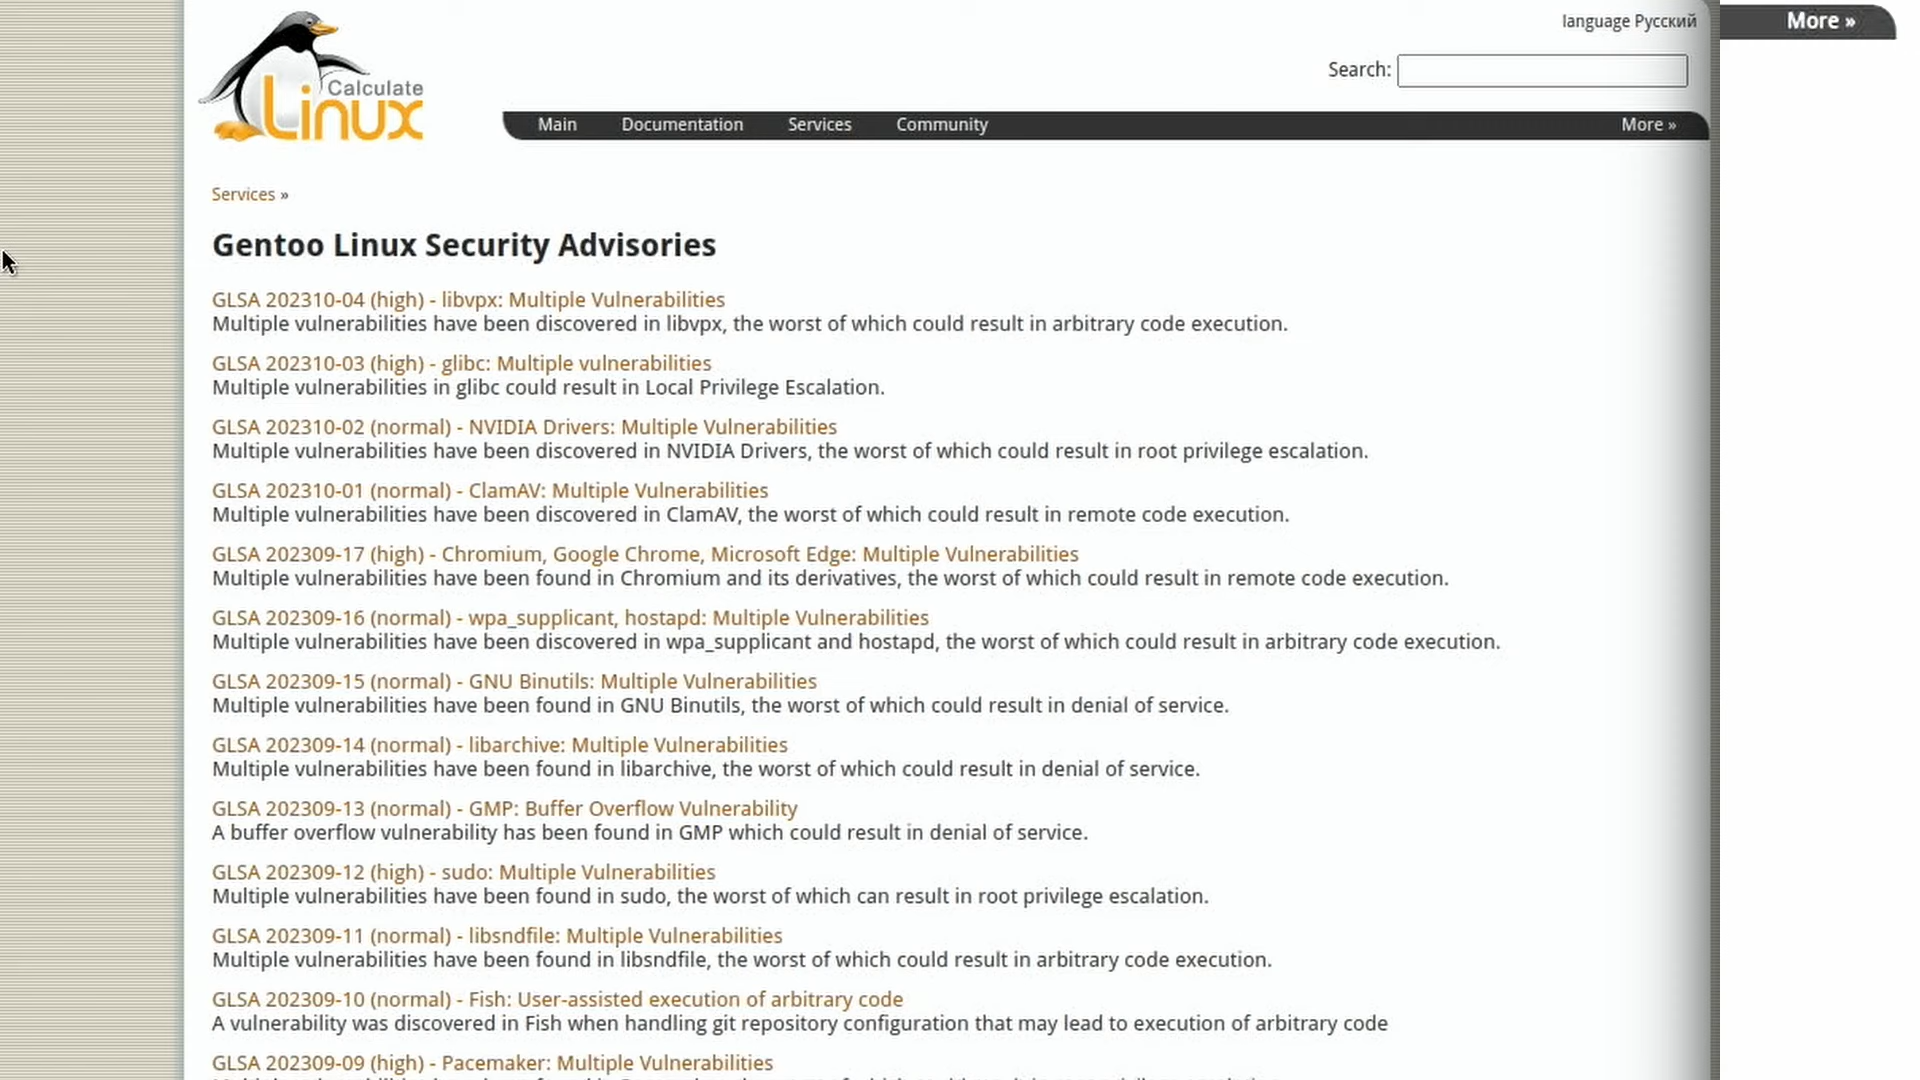 language Русский
More »
Calculate
Linux
Search:
Main Documentation Services Community More »
Services »
Gentoo Linux Security Advisories
GLSA 202310-04 (high) - libvpx: Multiple Vulnerabilities
Multiple vulnerabilities have been discovered in libvpx, the worst of which could result in arbitrary code execution.
GLSA 202310-03 (high) - glibc: Multiple vulnerabilities
Multiple vulnerabilities in glibc could result in Local Privilege Escalation.
GLSA 202310-02 (normal) - NVIDIA Drivers: Multiple Vulnerabilities
Multiple vulnerabilities have been discovered in NVIDIA Drivers, the worst of which could result in root privilege escalation.
GLSA 202310-01 (normal) - ClamAV: Multiple Vulnerabilities
Multiple vulnerabilities have been discovered in ClamAV, the worst of which could result in remote code execution.
GLSA 202309-17 (high) - Chromium, Google Chrome, Microsoft Edge: Multiple Vulnerabilities
Multiple vulnerabilities have been found in Chromium and its derivatives, the worst of which could result in remote code execution.
GLSA 202309-16 (normal) - wpa_supplicant, hostapd: Multiple Vulnerabilities
Multiple vulnerabilities have been discovered in wpa_supplicant and hostapd, the worst of which could result in arbitrary code execution.
GLSA 202309-15 (normal) - GNU Binutils: Multiple Vulnerabilities
Multiple vulnerabilities have been found in GNU Binutils, the worst of which could result in denial of service.
GLSA 202309-14 (normal) - libarchive: Multiple Vulnerabilities
Multiple vulnerabilities have been found in libarchive, the worst of which could result in denial of service.
GLSA 202309-13 (normal) - GMP: Buffer Overflow Vulnerability
A buffer overflow vulnerability has been found in GMP which could result in denial of service.
GLSA 202309-12 (high) - sudo: Multiple Vulnerabilities
Multiple vulnerabilities have been found in sudo, the worst of which can result in root privilege escalation.
GLSA 202309-11 (normal) - libsndfile: Multiple Vulnerabilities
Multiple vulnerabilities have been found in libsndfile, the worst of which could result in arbitrary code execution.
GLSA 202309-10 (normal) - Fish: User-assisted execution of arbitrary code
A vulnerability was discovered in Fish when handling git repository configuration that may lead to execution of arbitrary code
GLSA 202309-09 (high) - Pacemaker: Multiple Vulnerabilities